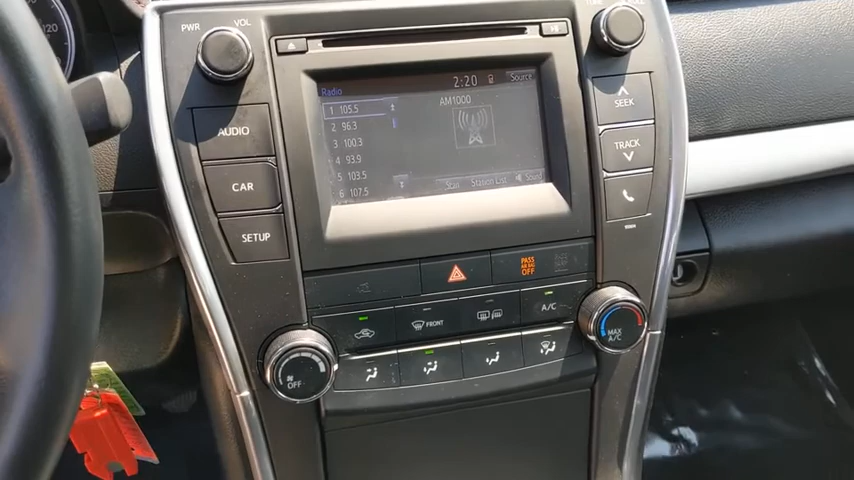 PWR VOL
TUNE
Radio 2:20 Source
1 105.5 AM1000
2 96.3
3 100.3
4 93.9
5 103.5
6 107.5 Scan Station List Sound
AUDIO
CAR
SETUP
SEEK
TRACK
PASS
AIR BAG
OFF
FRONT A/C
OFF
MAX
A/C